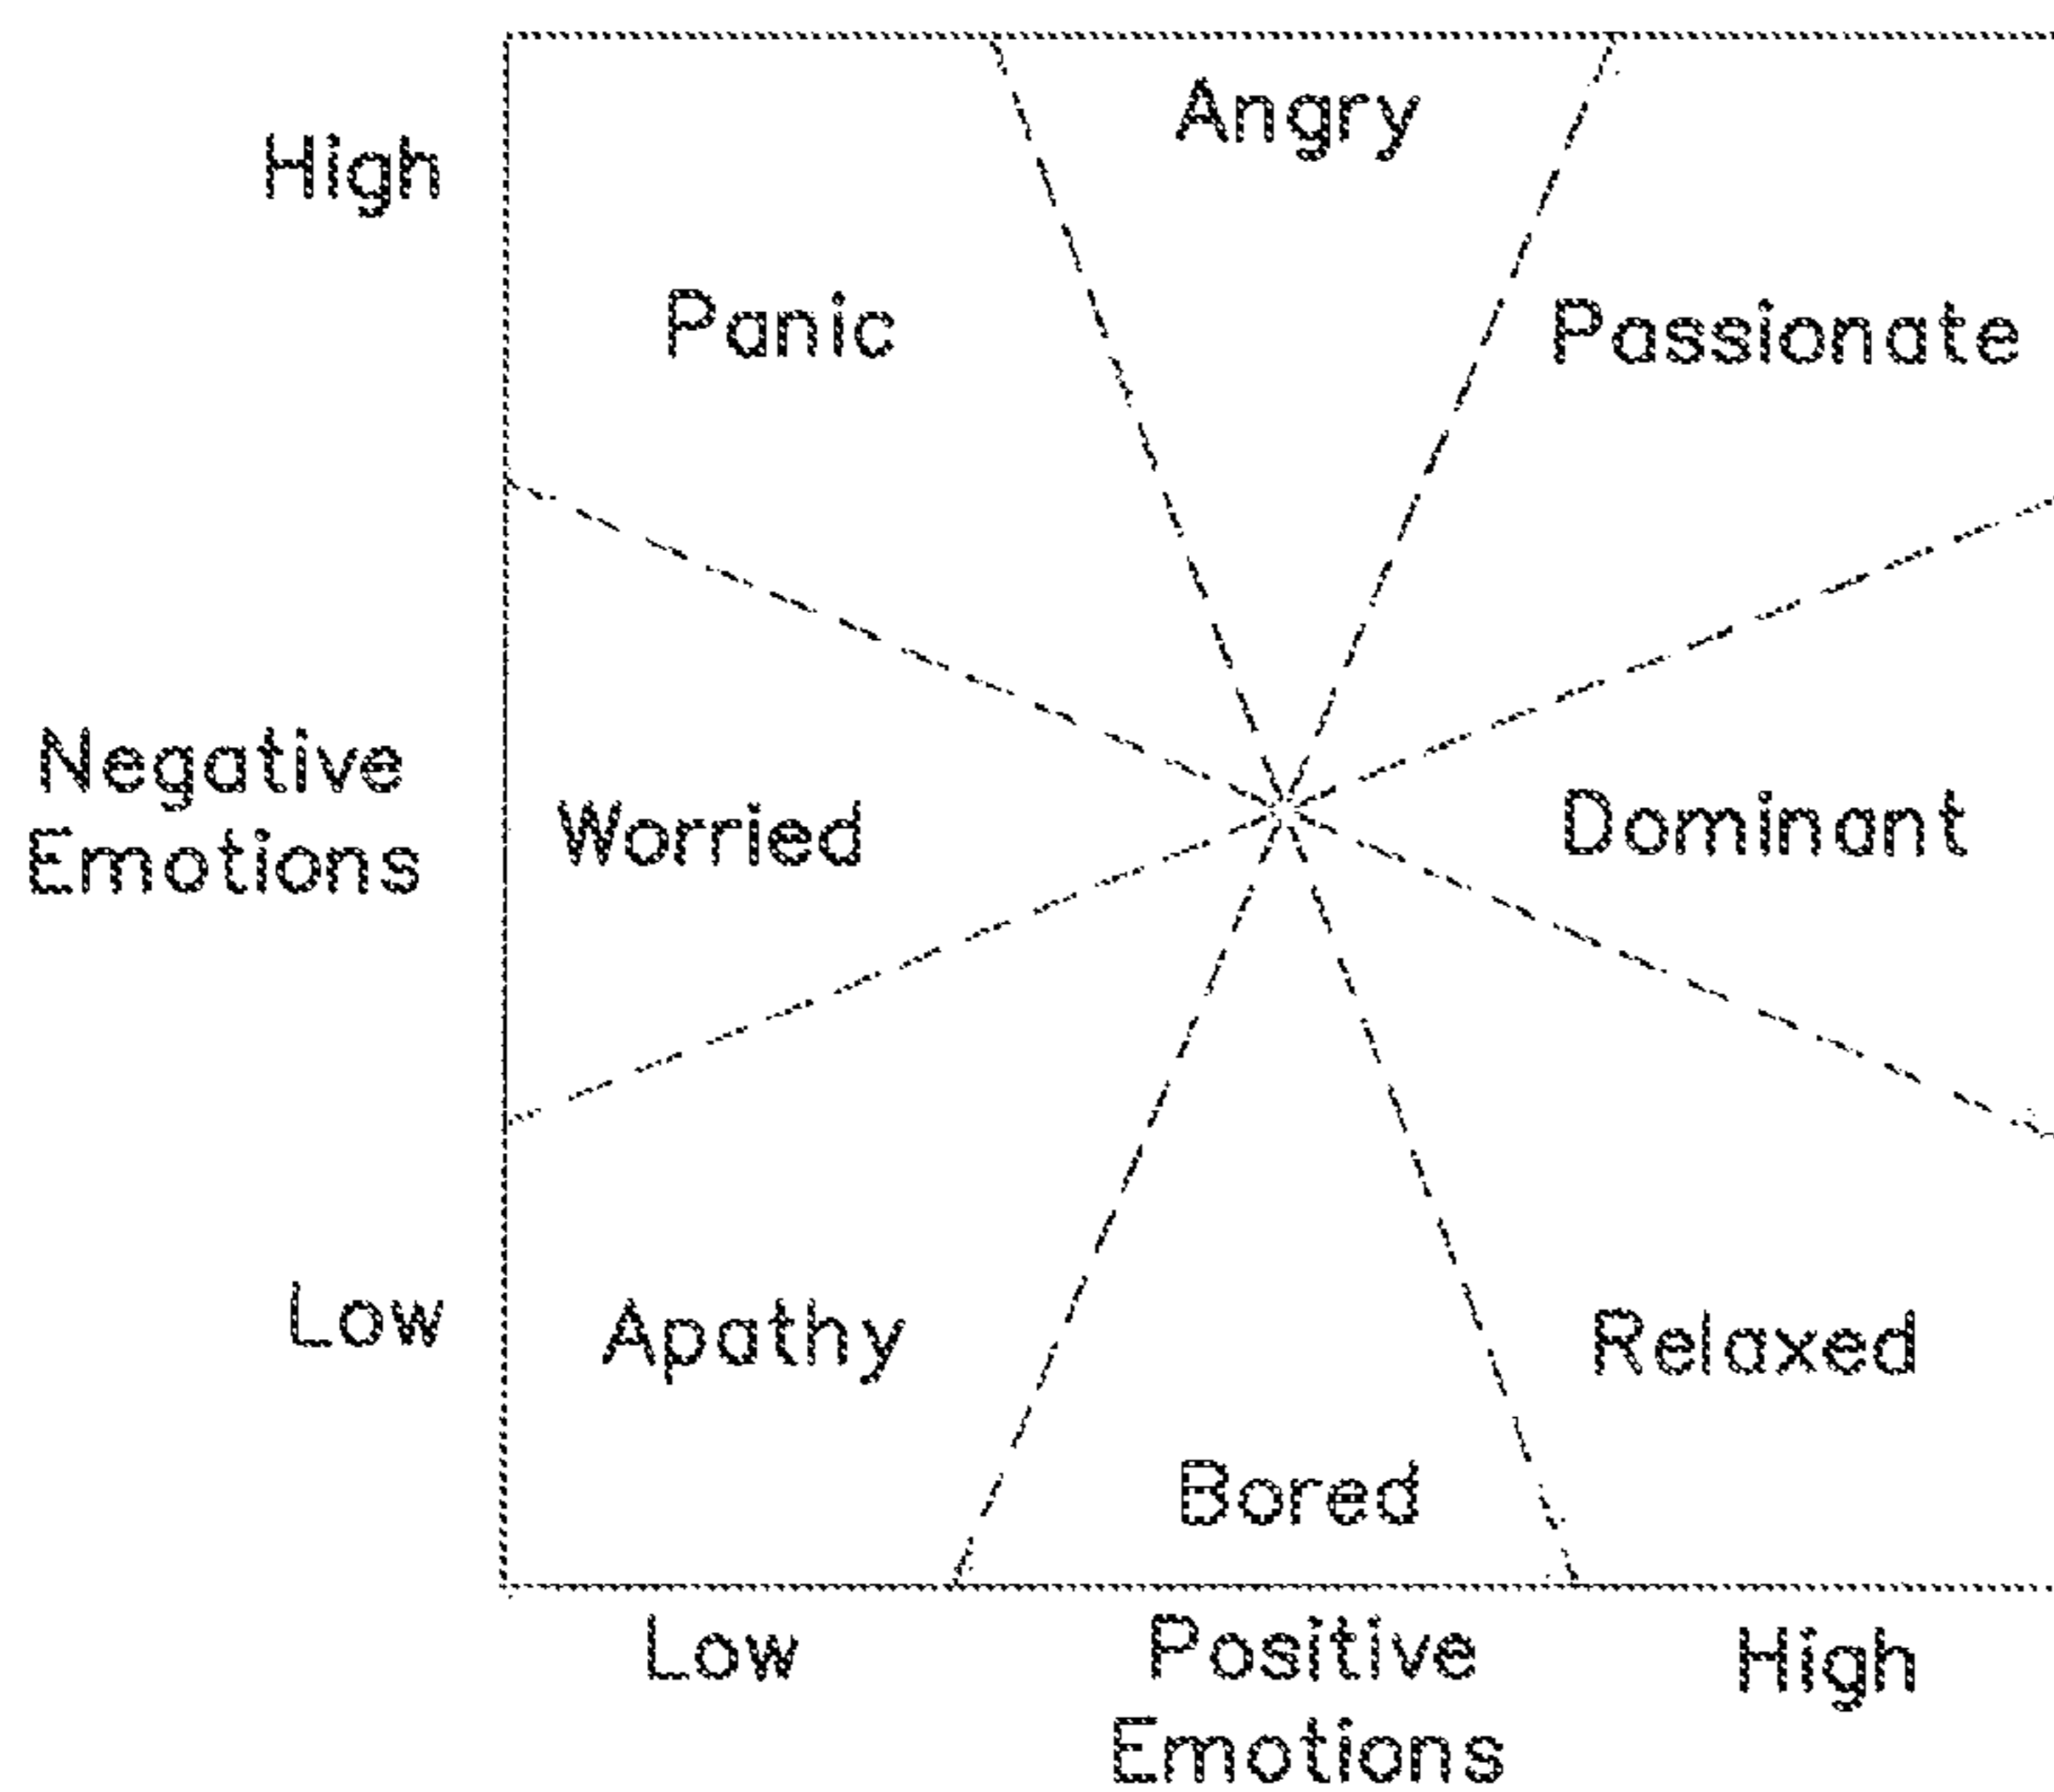 Angry
High
Panic
Passionate
Negative
Emotions
Worried
Dominant
Low
Apathy
Relaxed
Bored
Low
Positive
Emotions
High